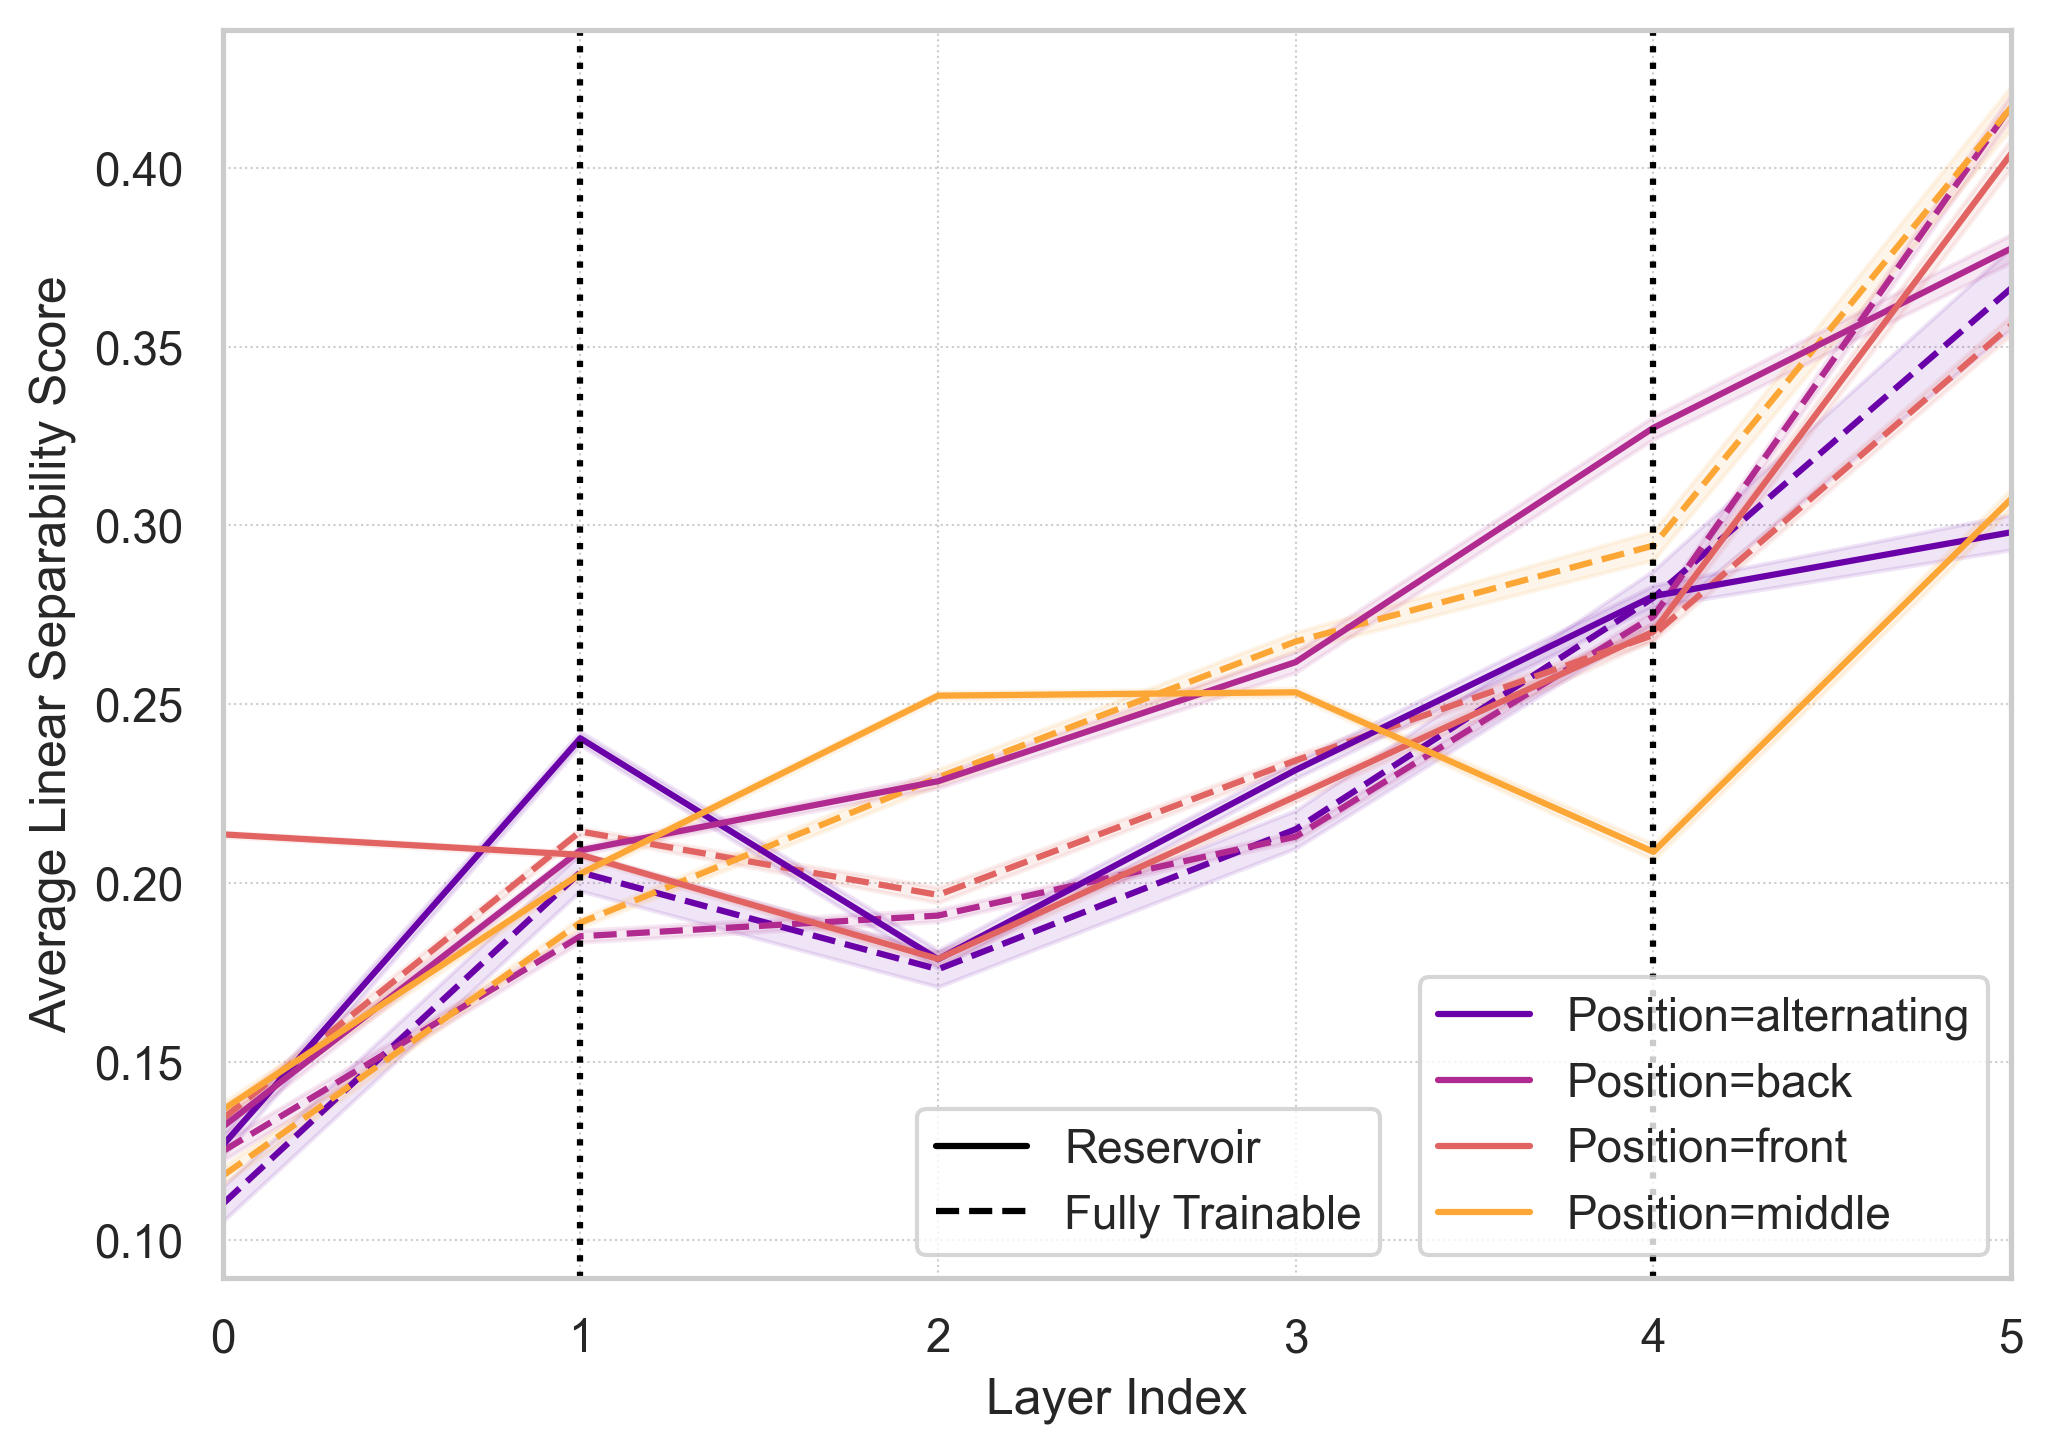 Average Linear Separability Score
0.40
0.35
0.30
0.25
0.20
0.15
0.10
0 1 2 3 4 5
Layer Index
Reservoir
Fully Trainable
Position=alternating
Position=back
Position=front
Position=middle